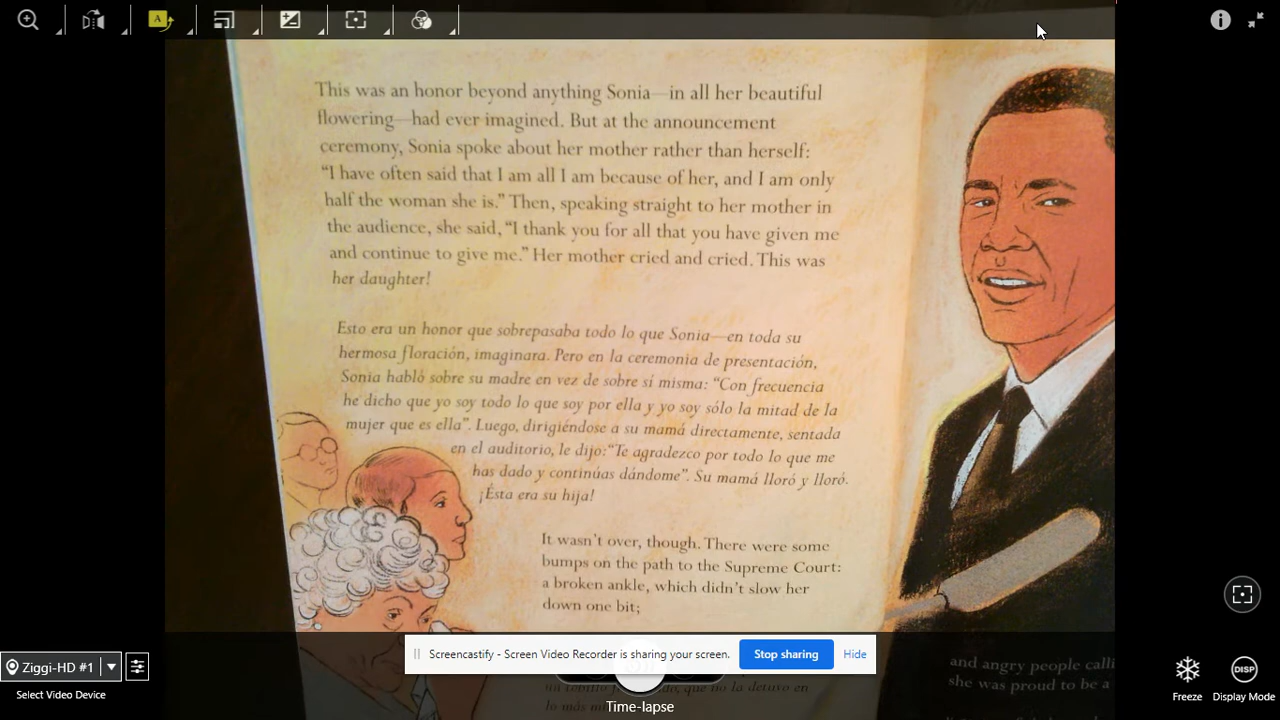 This was an honor beyond anything Sonia—in all her beautiful
flowering—had ever imagined. But at the announcement
ceremony, Sonia spoke about her mother rather than herself:
“I have often said that I am all I am because of her, and I am only
half the woman she is.” Then, speaking straight to her mother in
the audience, she said, “I thank you for all that you have given me
and continue to give me.” Her mother cried and cried. This was
her daughter!
Esto era un honor que sobrepasaba todo lo que Sonia—en toda su
hermosa floración, imaginara. Pero en la ceremonia de presentación,
Sonia habló sobre su madre en vez de sobre sí misma: “Con frecuencia
he dicho que yo soy todo lo que soy por ella y yo soy sólo la mitad de la
mujer que es ella”. Luego, dirigiéndose a su mamá directamente, sentada
en el auditorio, le dijo: “Te agradezco por todo lo que me
has dado y continúas dándome”. Su mamá lloró y lloró.
¡Ésta era su hija!
It wasn’t over, though. There were some
bumps on the path to the Supreme Court:
a broken ankle, which didn’t slow her
down one bit;
que no la detuvo en
lo más
and angry people calli
she was proud to be a
A
Screencastify - Screen Video Recorder is sharing your screen.
Stop sharing
Hide
Time-lapse
Ziggi-HD #1
Select Video Device
Freeze
DISP
Display Mode